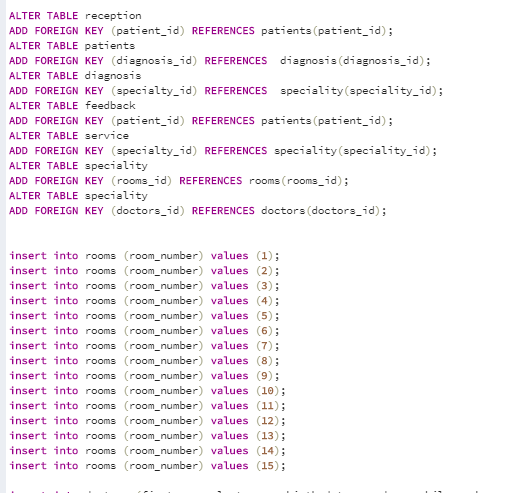 ALTER TABLE reception
ADD FOREIGN KEY (patient_id) REFERENCES patients(patient_id);
ALTER TABLE patients
ADD FOREIGN KEY (diagnosis_id) REFERENCES  diagnosis(diagnosis_id);
ALTER TABLE diagnosis
ADD FOREIGN KEY (specialty_id) REFERENCES  speciality(speciality_id);
ALTER TABLE feedback
ADD FOREIGN KEY (patient_id) REFERENCES patients(patient_id);
ALTER TABLE service
ADD FOREIGN KEY (specialty_id) REFERENCES speciality(speciality_id);
ALTER TABLE speciality
ADD FOREIGN KEY (rooms_id) REFERENCES rooms(rooms_id);
ALTER TABLE speciality
ADD FOREIGN KEY (doctors_id) REFERENCES doctors(doctors_id);
insert into rooms (room_number) values (1);
insert into rooms (room_number) values (2);
insert into rooms (room_number) values (3);
insert into rooms (room_number) values (4);
insert into rooms (room_number) values (5);
insert into rooms (room_number) values (6);
insert into rooms (room_number) values (7);
insert into rooms (room_number) values (8);
insert into rooms (room_number) values (9);
insert into rooms (room_number) values (10);
insert into rooms (room_number) values (11);
insert into rooms (room_number) values (12);
insert into rooms (room_number) values (13);
insert into rooms (room_number) values (14);
insert into rooms (room_number) values (15);